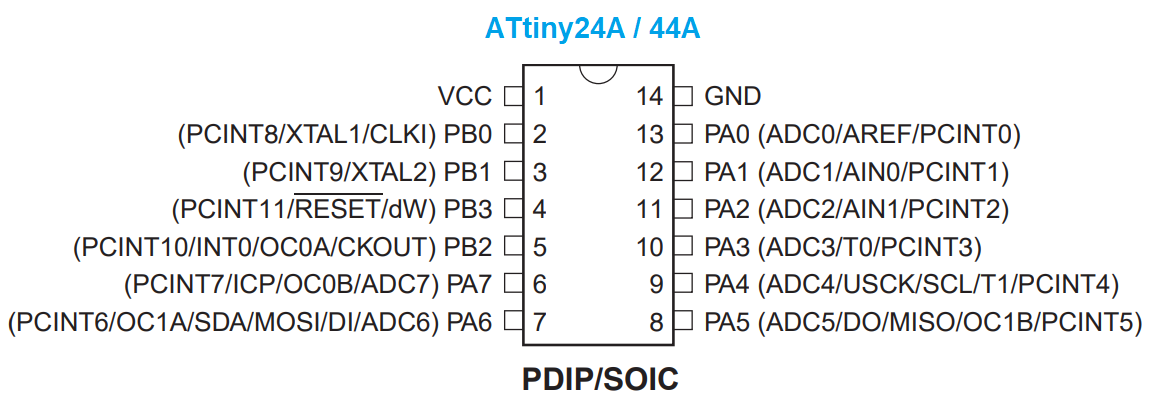 ATtiny24A / 44A
VCC 1 14 GND
(PCINT8/XTAL1/CLKI) PB0 2 13 PA0 (ADC0/AREF/PCINT0)
(PCINT9/XTAL2) PB1 3 12 PA1 (ADC1/AIN0/PCINT1)
(PCINT11/RESET/dW) PB3 4 11 PA2 (ADC2/AIN1/PCINT2)
(PCINT10/INT0/OC0A/CKOUT) PB2 5 10 PA3 (ADC3/T0/PCINT3)
(PCINT7/ICP/OC0B/ADC7) PA7 6 9 PA4 (ADC4/USCK/SCL/T1/PCINT4)
(PCINT6/OC1A/SDA/MOSI/DI/ADC6) PA6 7 8 PA5 (ADC5/DO/MISO/OC1B/PCINT5)
PDIP/SOIC